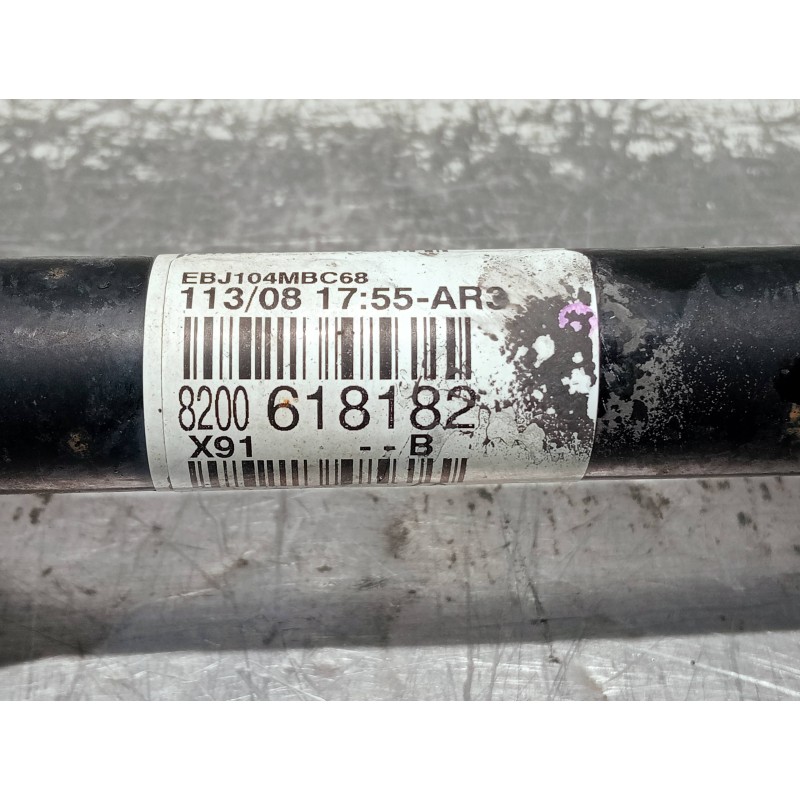 EBJ104MBC68
113/08 17:55-AR3
8200 618182
X91 --B